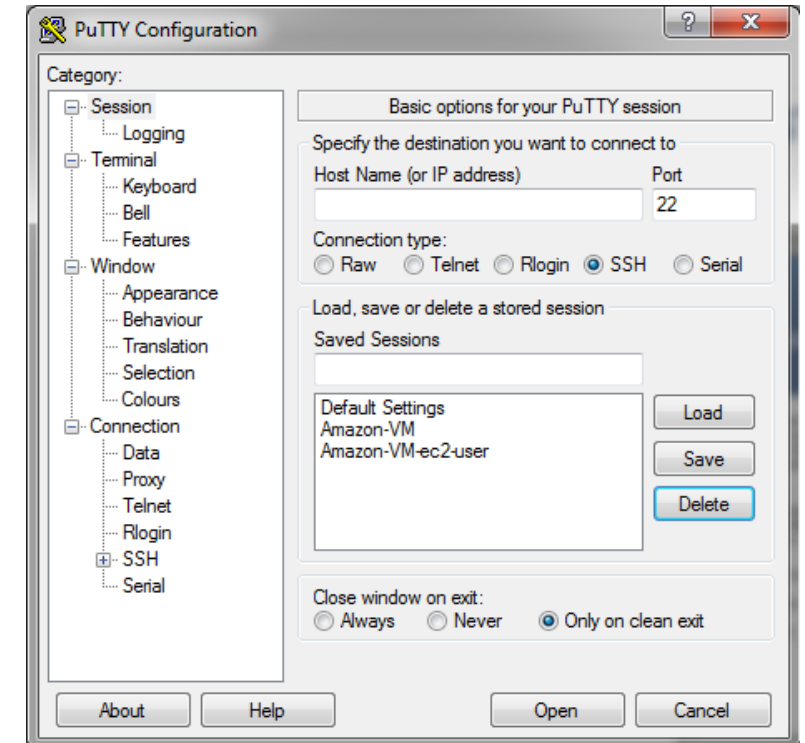 PuTTY Configuration
Category:
Session
Logging
Terminal
Keyboard
Bell
Features
Window
Appearance
Behaviour
Translation
Selection
Colours
Connection
Data
Proxy
Telnet
Rlogin
SSH
Serial
Basic options for your PuTTY session
Specify the destination you want to connect to
Host Name (or IP address) Port
22
Connection type:
Raw Telnet Rlogin SSH Serial
Load, save or delete a stored session
Saved Sessions
Default Settings
Amazon-VM
Amazon-VM-ec2-user
Load
Save
Delete
Close window on exit:
Always Never Only on clean exit
About Help Open Cancel